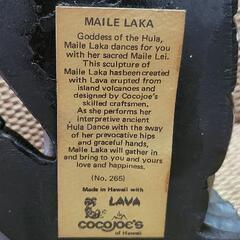 MAILE LAKA
Goddess of the Hula,
Maile Laka dances for you
with her sacred Maile Lei.
This sculpture of
Maile Laka hasbeen created
with Lava erupted from
island volcanoes and
designed by Cocojoe's
skilled craftsmen.
As she performs her
interpretive ancient
Hula Dance with the sway
of her provocative hips
and graceful hands,
Maile Laka will gather in
and bring to you and yours
love and happiness.
(No. 265)
Made in Hawaii with
LAVA
by
COCOJOE'S
of Hawaii